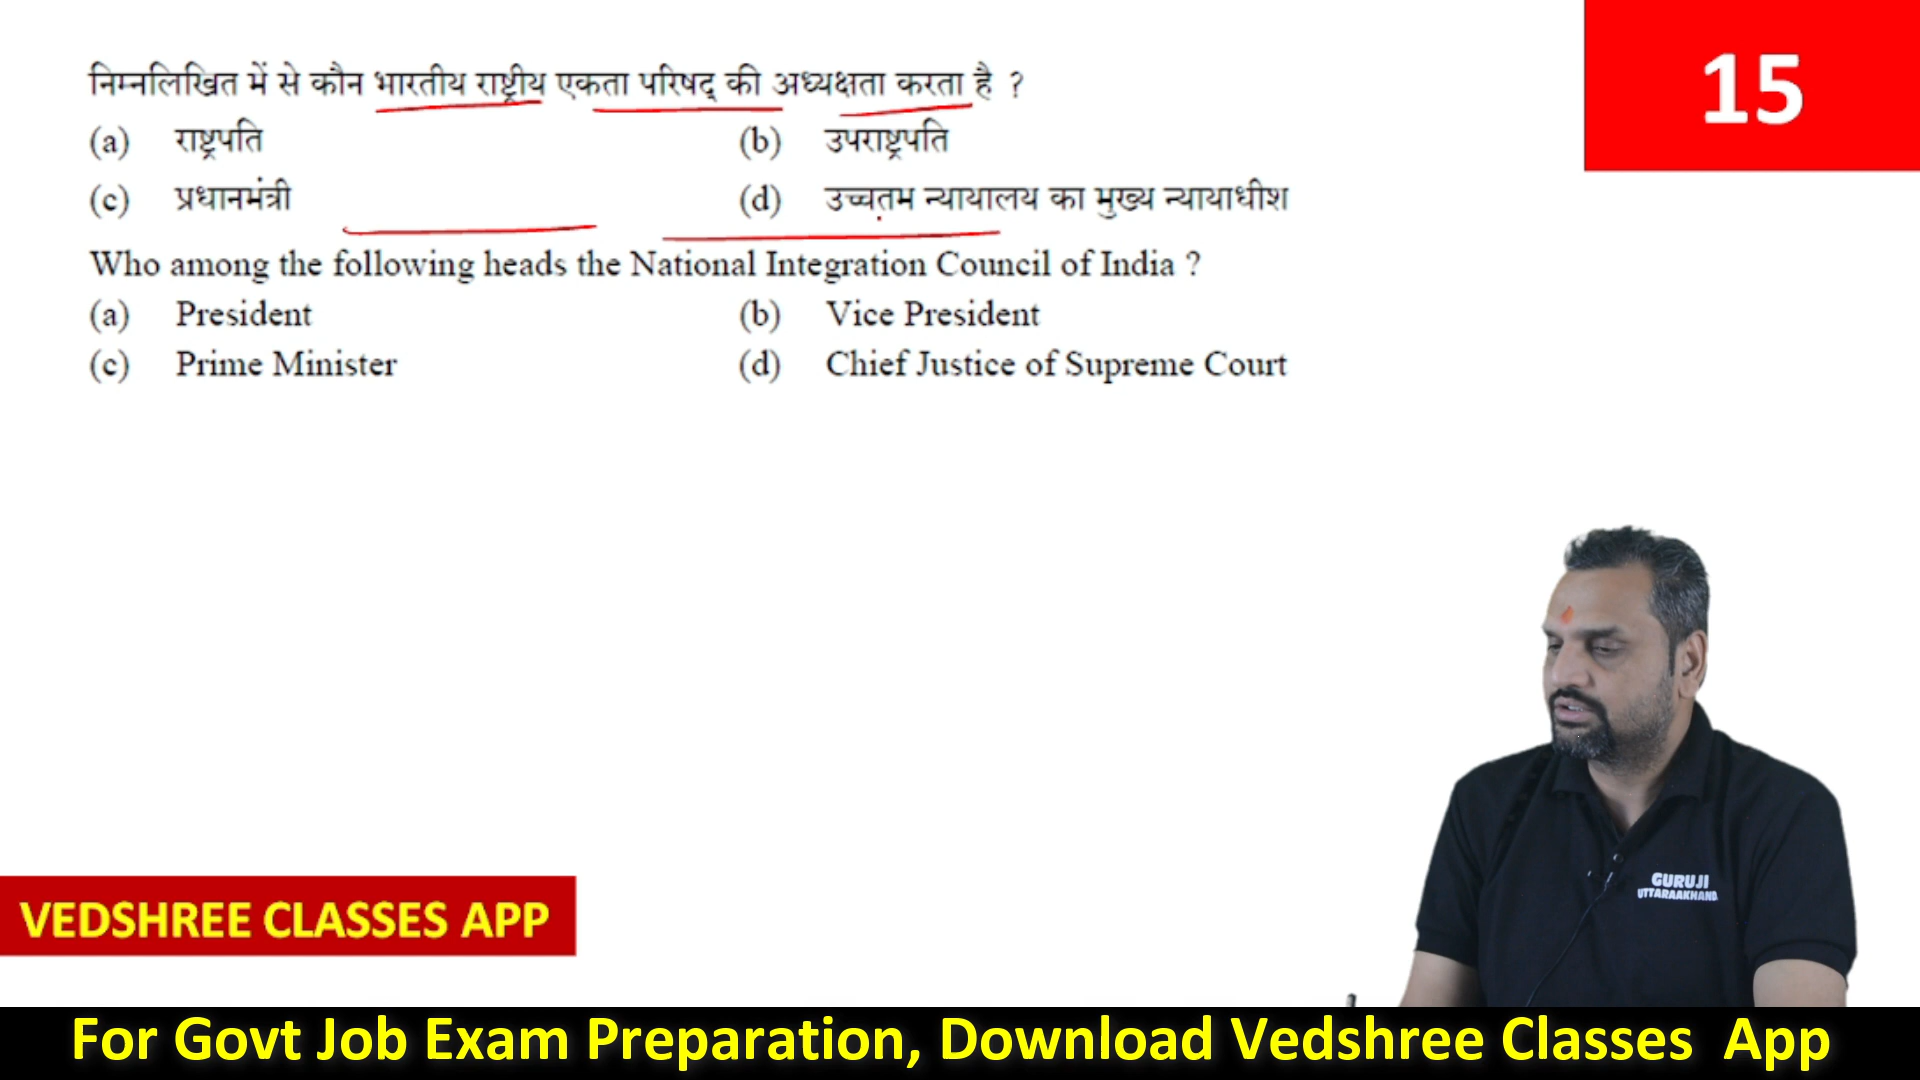 निम्नलिखित में से कौन भारतीय राष्ट्रीय एकता परिषद् की अध्यक्षता करता है ?
(a) राष्ट्रपति (b) उपराष्ट्रपति
(c) प्रधानमंत्री (d) उच्चतम न्यायालय का मुख्य न्यायाधीश
Who among the following heads the National Integration Council of India ?
(a) President (b) Vice President
(c) Prime Minister (d) Chief Justice of Supreme Court
15
GURUJI
UTTARAAKHAND
VEDSHREE CLASSES APP
For Govt Job Exam Preparation, Download Vedshree Classes App